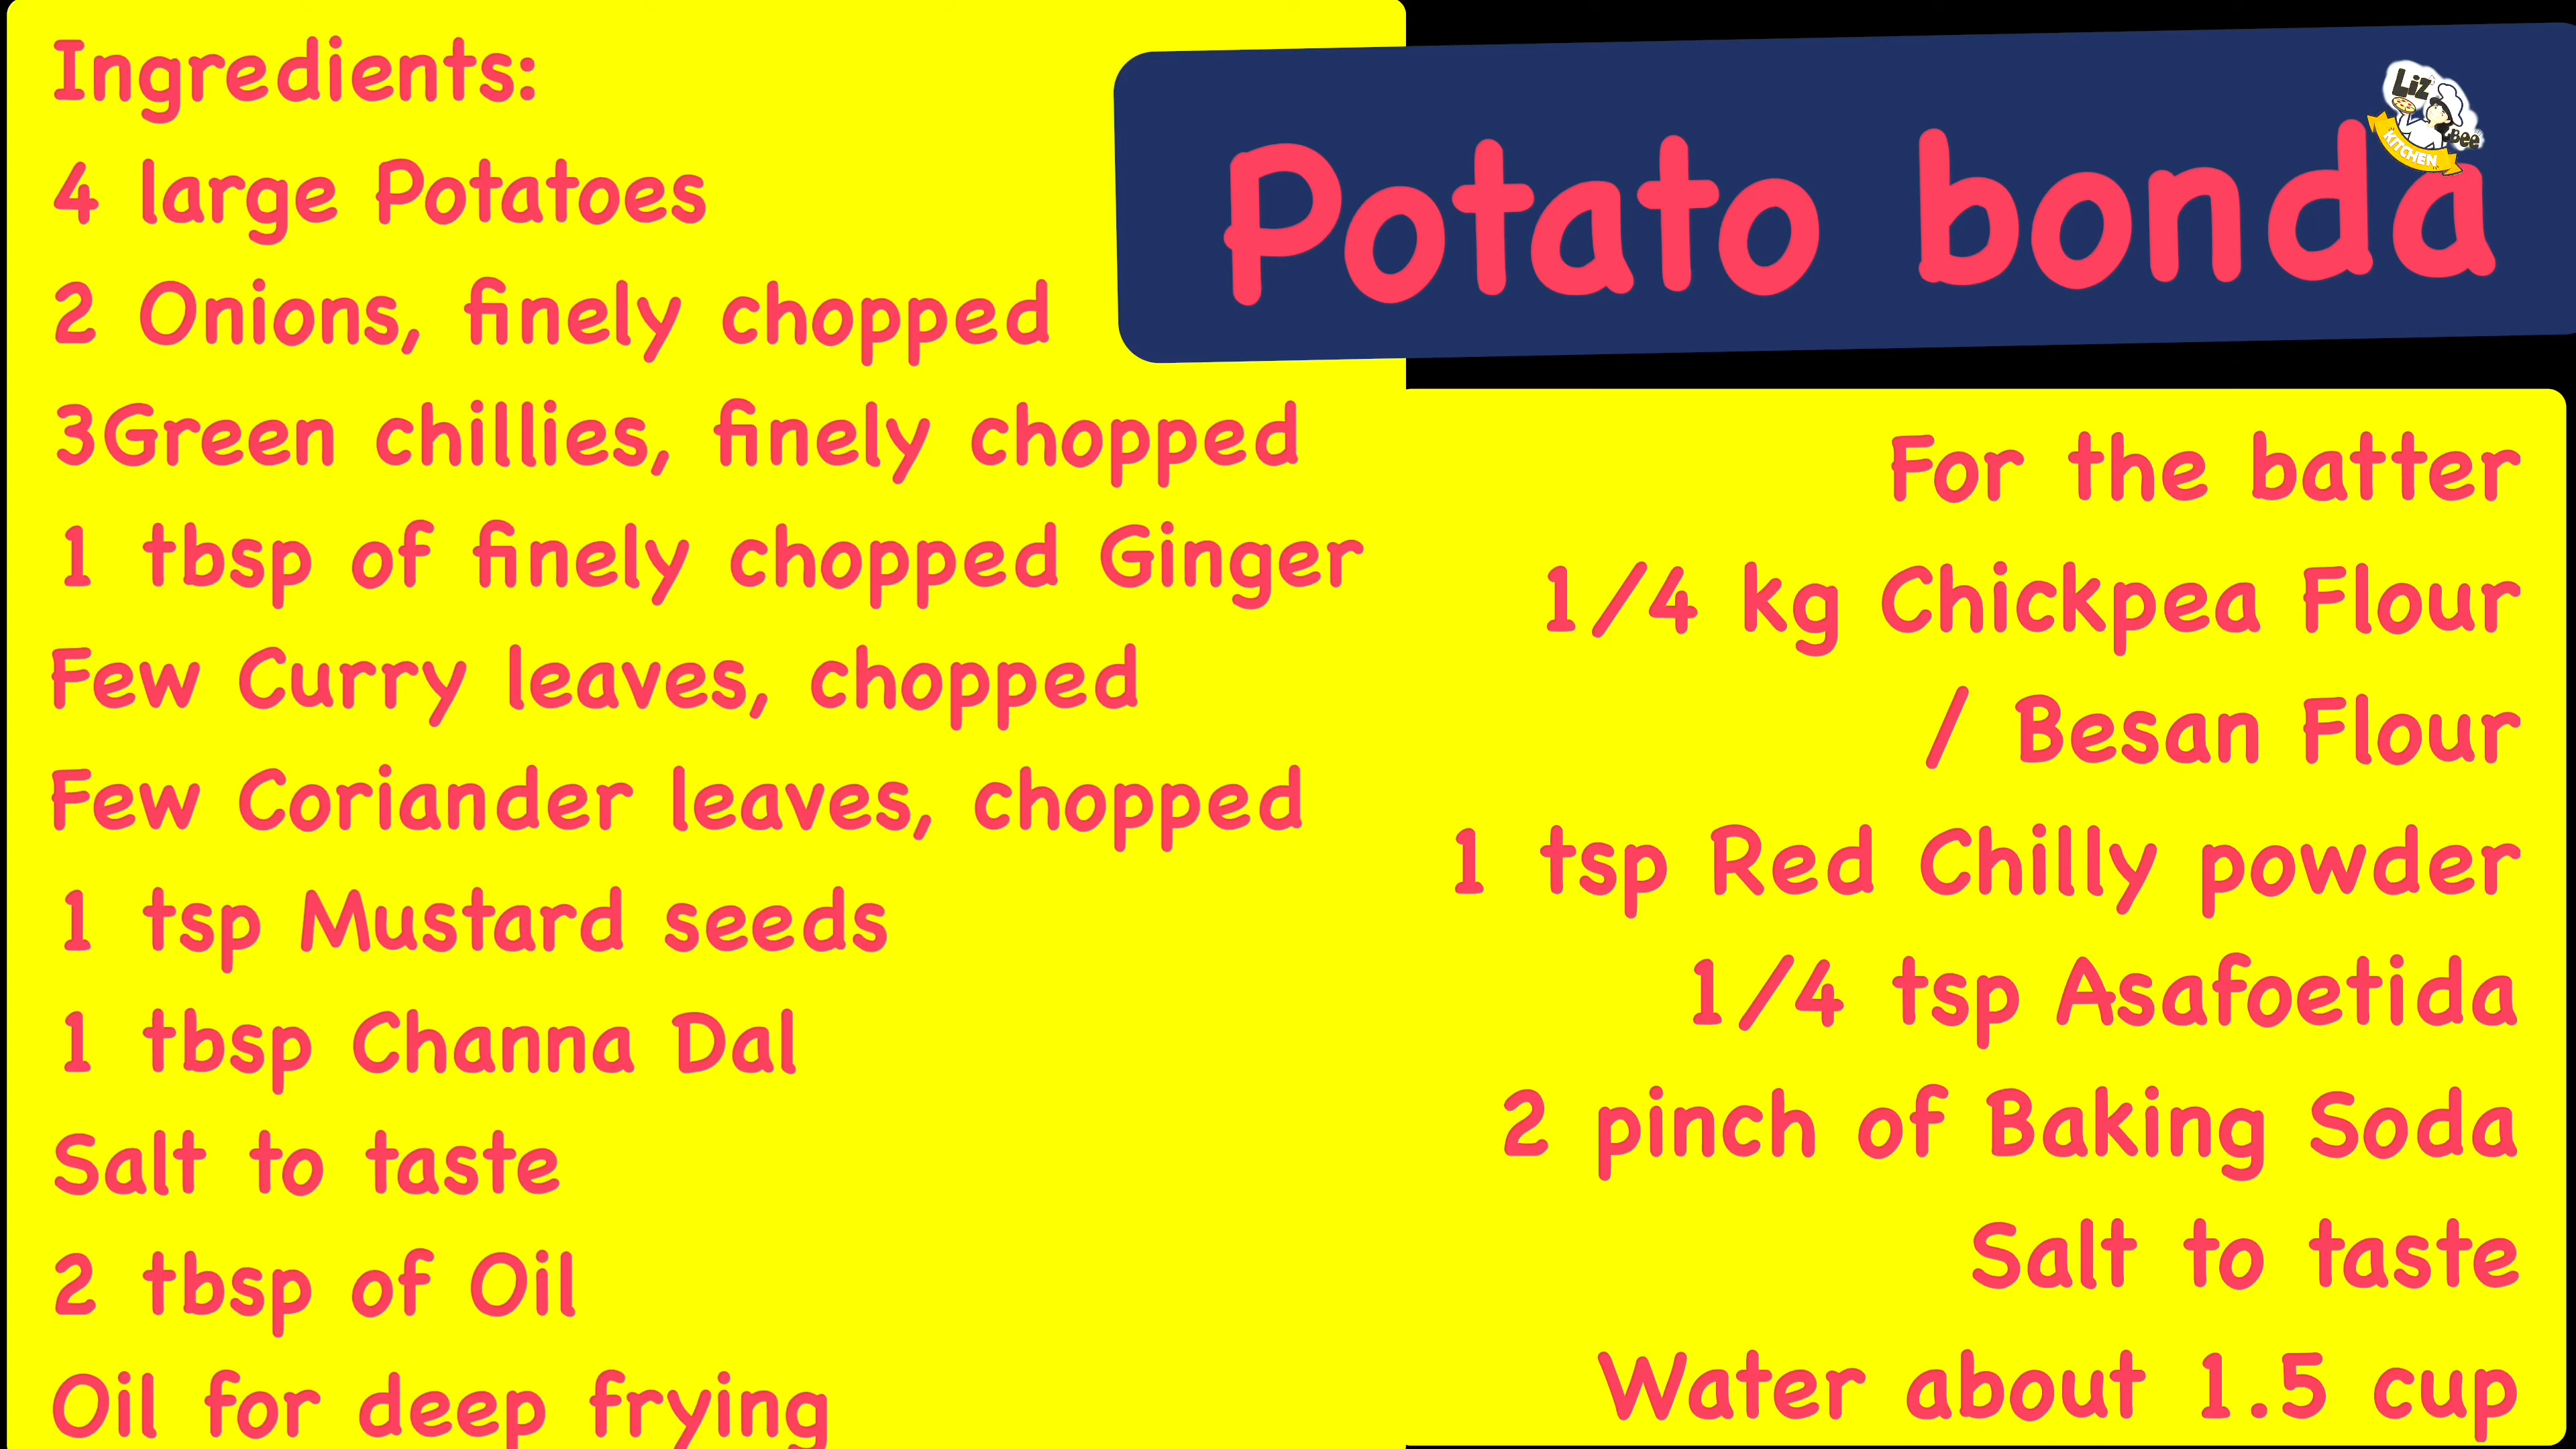 Potato bonda
Liz
Bee
KITCHEN
Ingredients:
4 large Potatoes
2 Onions, finely chopped
3Green chillies, finely chopped
1 tbsp of finely chopped Ginger
Few Curry leaves, chopped
Few Coriander leaves, chopped
1 tsp Mustard seeds
1 tbsp Channa Dal
Salt to taste
2 tbsp of Oil
Oil for deep frying
For the batter
1/4 kg Chickpea Flour
/ Besan Flour
1 tsp Red Chilly powder
1/4 tsp Asafoetida
2 pinch of Baking Soda
Salt to taste
Water about 1.5 cup